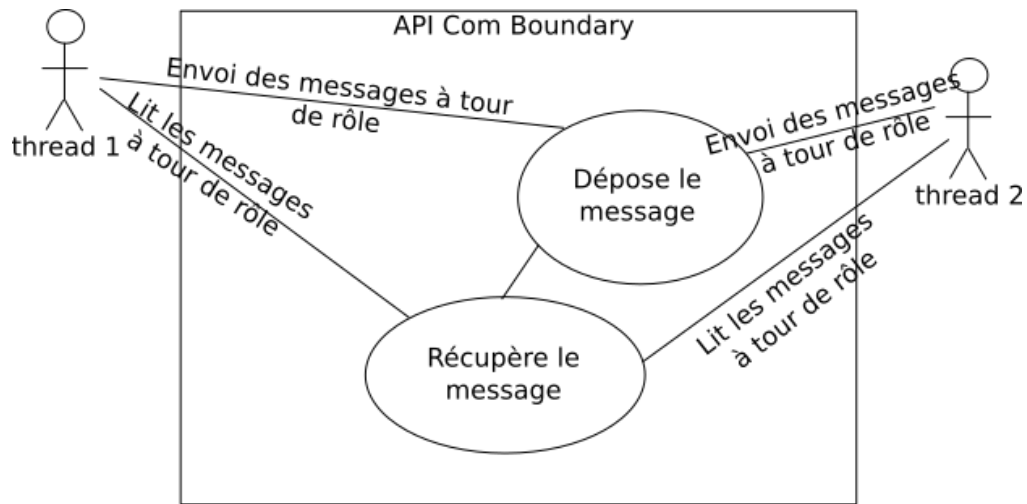 API Com Boundary
Envoi des messages à tour
de rôle
Lit les messages
à tour de rôle
thread 1
Envoi des messages
à tour de rôle
thread 2
Dépose le
message
Lit les messages
à tour de rôle
Récupère le
message